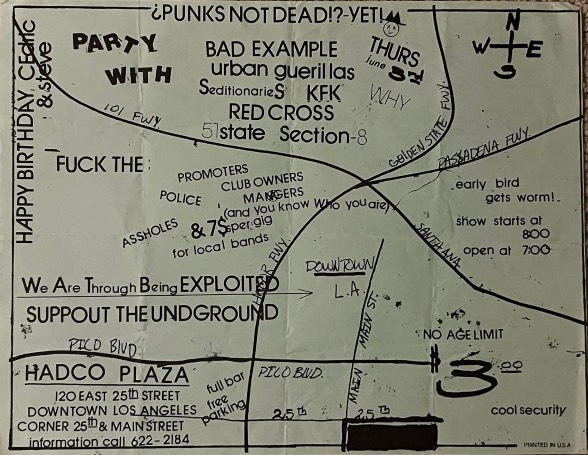 ¿PUNKS NOT DEAD!?-YET!
PARTY
WITH
BAD EXAMPLE
urban guerillas
SeditionarieS KFK
RED CROSS
51state Section-8
THURS
June 3rd
WHY
N
W E
S
HAPPY BIRTHDAY, CEdric
& steve
101 FWY.
GOLDEN STATE FWY.
PASADENA FWY.
FUCK THE:
PROMOTERS
CLUB OWNERS
POLICE MANAGERS
(and you know Who you are)
ASSHOLES & 7$sper gig
for local bands
early bird
gets worm!
show starts at
8:00
open at 7:00
SANTA ANA
HARBOR FWY.
DOWNTOWN
L.A.
We Are Through Being EXPLOITED
SUPPOUT THE UNDGROUND
MAIN ST.
MAIN
NO AGE LIMIT
$3.00
PICO BLVD.
PICO BLVD.
HADCO PLAZA
120 EAST 25th STREET
DOWNTOWN LOS ANGELES
CORNER 25th & MAIN STREET
information call 622-2184
full bar
free
parking
25th 25th
cool security
PRINTED IN U.S.A.